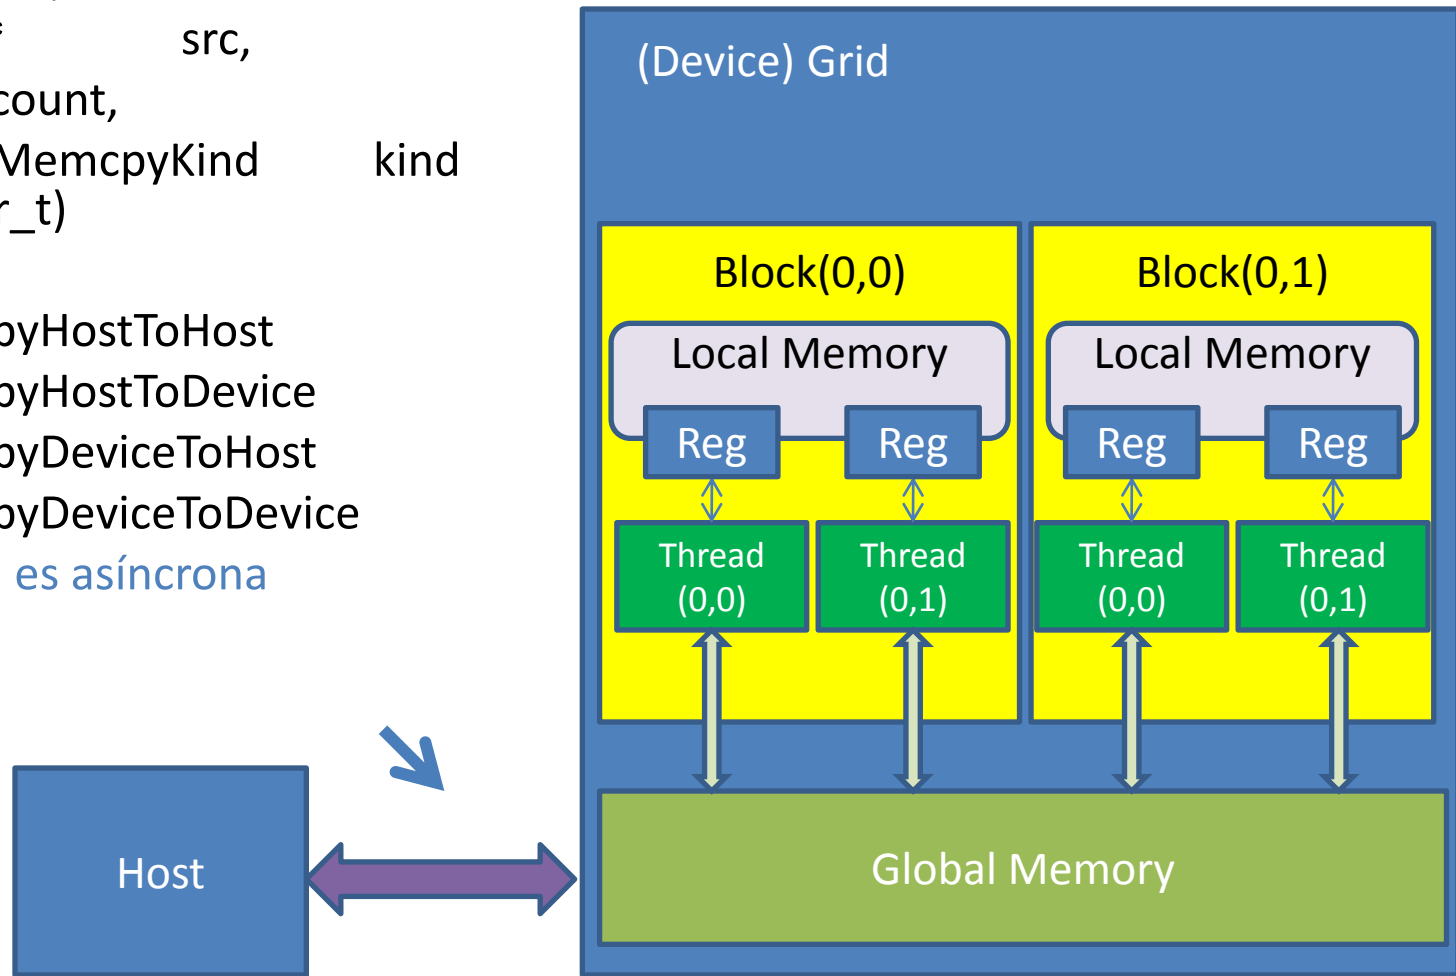 src,
count,
MemcpyKind kind
r_t)
pyHostToHost
pyHostToDevice
pyDeviceToHost
pyDeviceToDevice
es asíncrona
(Device) Grid
Block(0,0)
Local Memory
Reg Reg
Thread Thread
(0,0) (0,1)
Block(0,1)
Local Memory
Reg Reg
Thread Thread
(0,0) (0,1)
Host
Global Memory